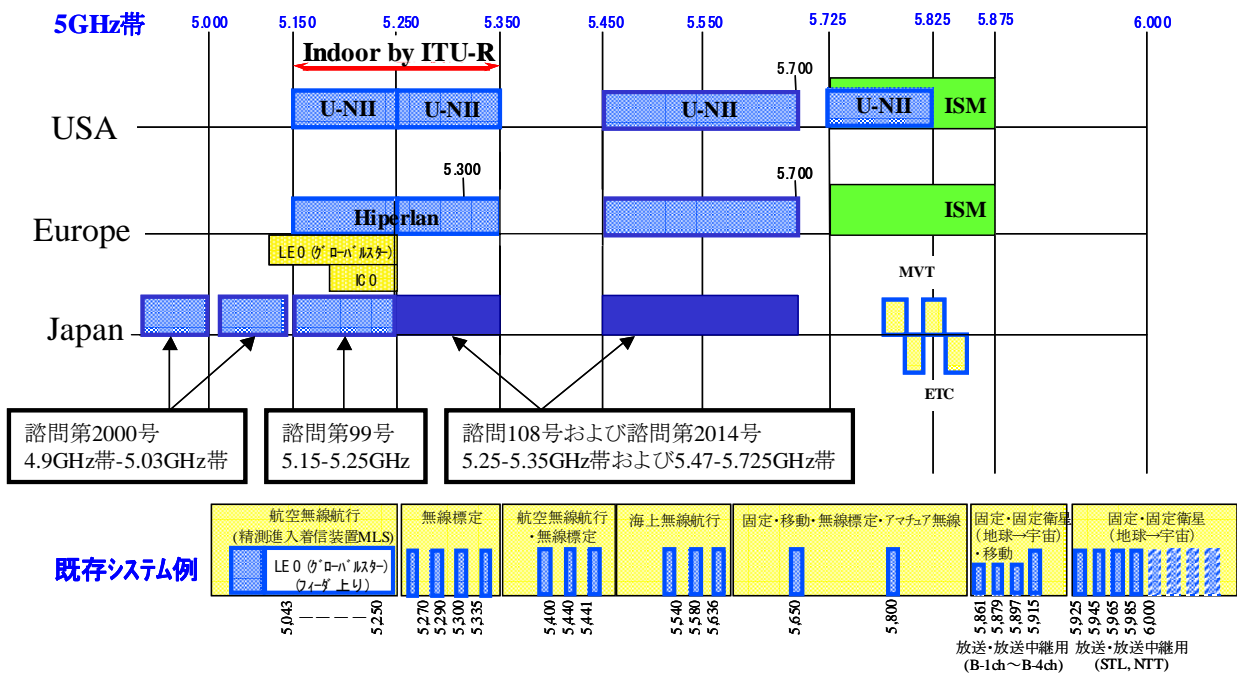 5GHz帯
5.000
5.150
5.250
5.350
5.450
5.550
5.725
5.825
5.875
6.000
Indoor by ITU-R
5.700
USA
U-NII
U-NII
U-NII
U-NII
ISM
5.300
5.700
Europe
Hiperlan
ISM
LEO (グローバルスター)
ICO
MVT
Japan
ETC
諮問第2000号
4.9GHz帯-5.03GHz帯
諮問第99号
5.15-5.25GHz
諮問108号および諮問第2014号
5.25-5.35GHz帯および5.47-5.725GHz帯
既存システム例
航空無線航行
(精測進入着信装置MLS)
LEO (グローバルスター)
(フィーダ上り)
無線標定
航空無線航行
・無線標定
海上無線航行
固定・移動・無線標定・アマチュア無線
固定・固定衛星
(地球→宇宙)
・移動
固定・固定衛星
(地球→宇宙)
5,043
----
5,250
5,270
5,290
5,300
5,335
5,400
5,440
5,441
5,540
5,580
5,636
5,650
5,800
5,861
5,879
5,897
5,915
5,925
5,945
5,965
5,985
6,000
放送・放送中継用
(B-1ch～B-4ch)
放送・放送中継用
(STL, NTT)